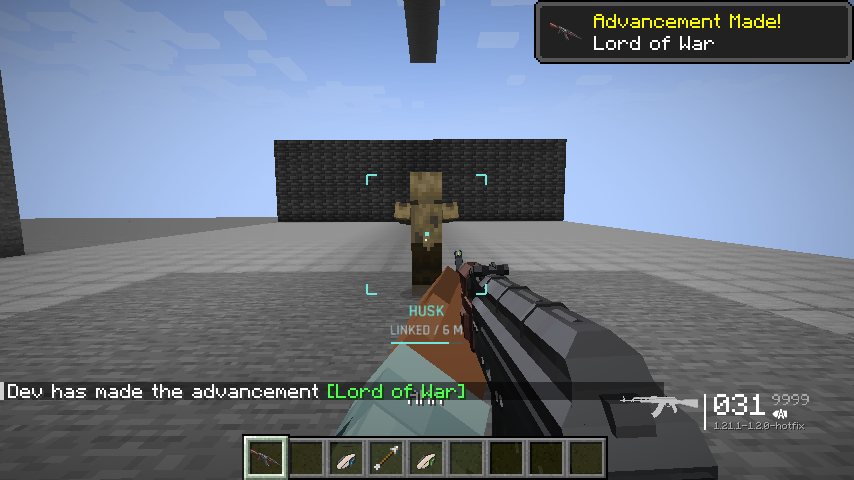 Advancement Made!
Lord of War
HUSK
LINKED / 6 M
Dev has made the advancement [Lord of War]
031 9999
1.21.1-1.2.0-hotfix